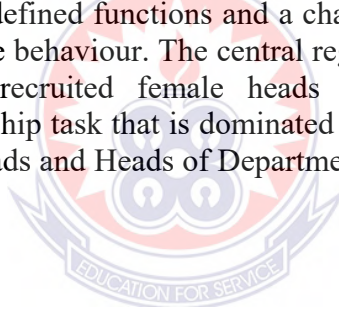 defined functions and a cha
e behaviour. The central reg
recruited female heads
ship task that is dominated
ads and Heads of Departme
EDUCATION FOR SERVICE